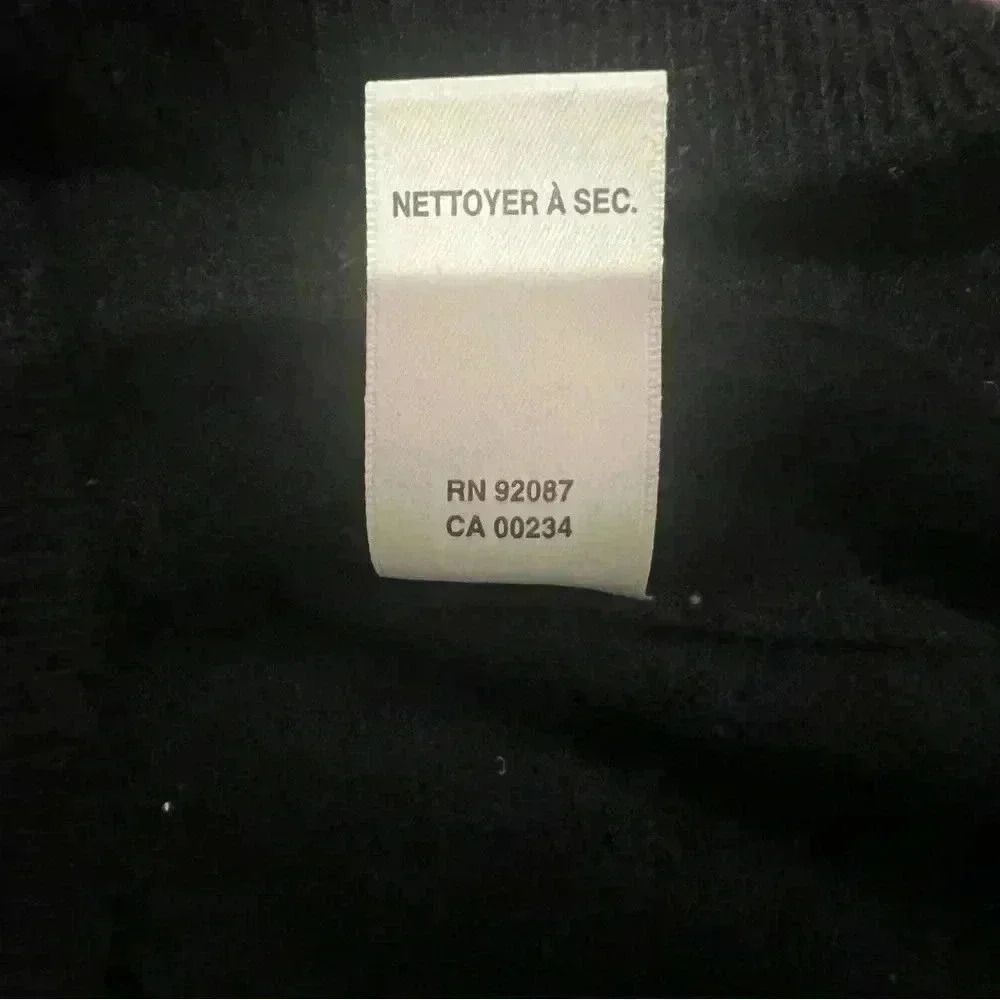 NETTOYER À SEC.
RN 92087
CA 00234